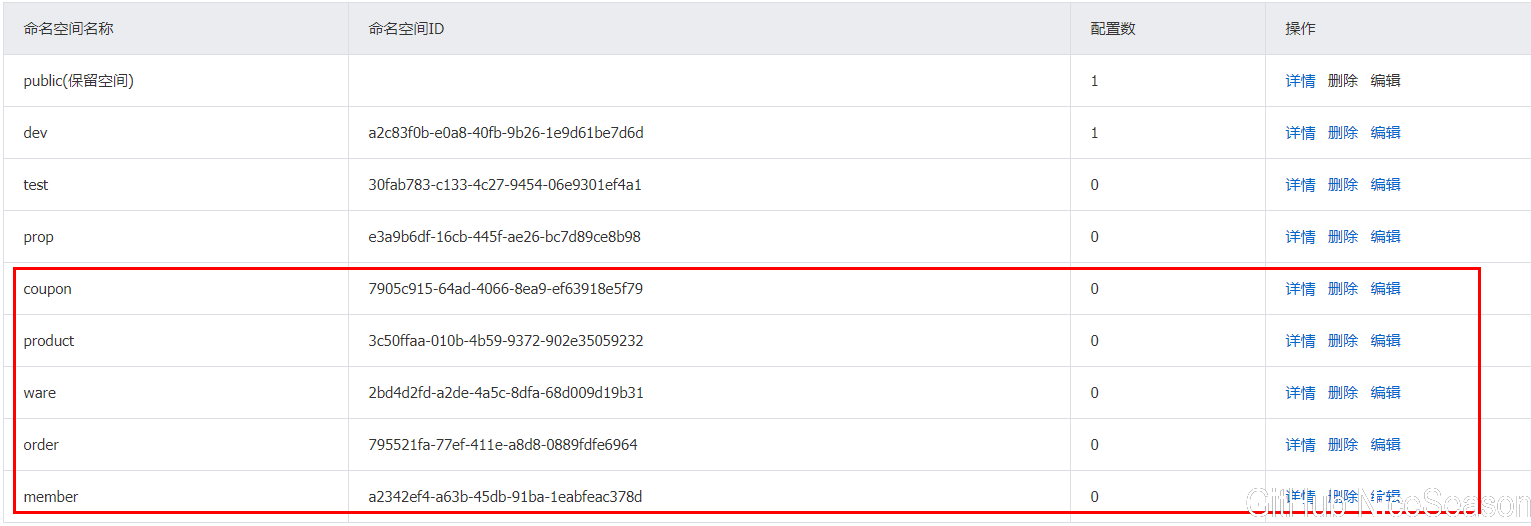 命名空间名称 命名空间ID 配置数 操作
public(保留空间) 1 详情 删除 编辑
dev a2c83f0b-e0a8-40fb-9b26-1e9d61be7d6d 1 详情 删除 编辑
test 30fab783-c133-4c27-9454-06e9301ef4a1 0 详情 删除 编辑
prop e3a9b6df-16cb-445f-ae26-bc7d89ce8b98 0 详情 删除 编辑
coupon 7905c915-64ad-4066-8ea9-ef63918e5f79 0 详情 删除 编辑
product 3c50ffaa-010b-4b59-9372-902e35059232 0 详情 删除 编辑
ware 2bd4d2fd-a2de-4a5c-8dfa-68d009d19b31 0 详情 删除 编辑
order 795521fa-77ef-411e-a8d8-0889fdfe6964 0 详情 删除 编辑
member a2342ef4-a63b-45db-91ba-1eabfeac378d 0 详情 删除 编辑
GitHub-NiceSeason